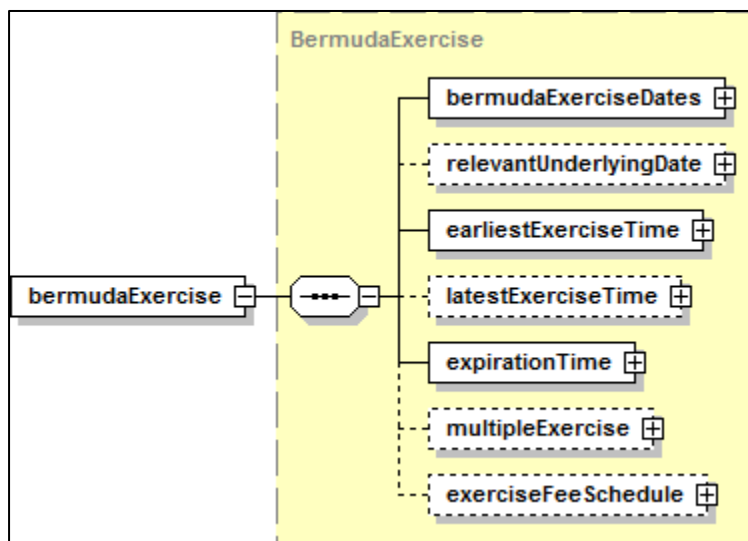 BermudaExercise
bermudaExerciseDates
relevantUnderlyingDate
earliestExerciseTime
bermudaExercise
latestExerciseTime
expirationTime
multipleExercise
exerciseFeeSchedule